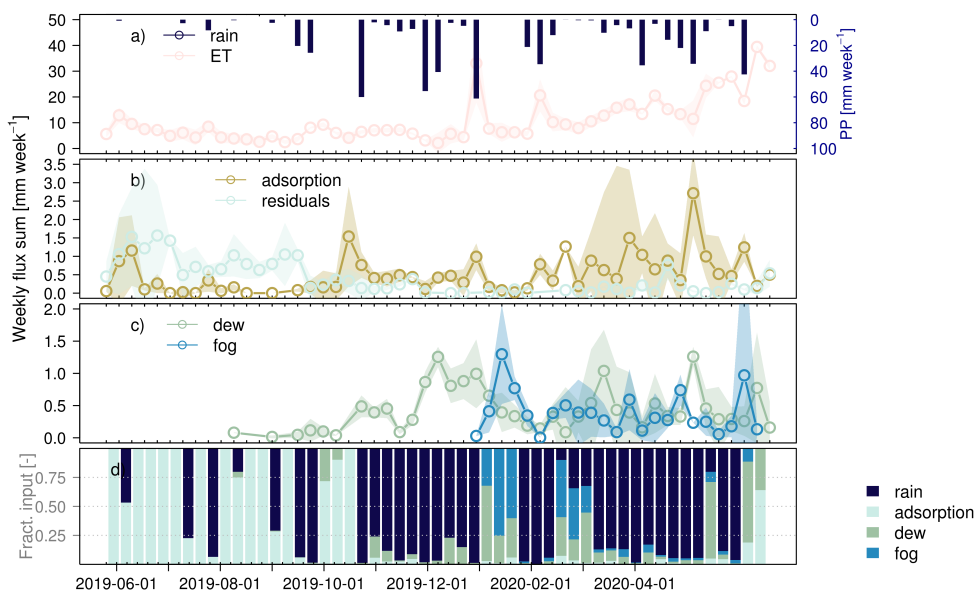 Weekly flux sum [mm week⁻¹]
50
40
30
20
10
0
a)
rain
ET
0
20
40
60
80
100
PP [mm week⁻¹]
3.5
3.0
2.5
2.0
1.5
1.0
0.5
0.0
b)
adsorption
residuals
2.0
1.5
1.0
0.5
0.0
c)
dew
fog
Fract. input [-]
0.75
0.50
0.25
d
2019-06-01
2019-08-01
2019-10-01
2019-12-01
2020-02-01
2020-04-01
rain
adsorption
dew
fog